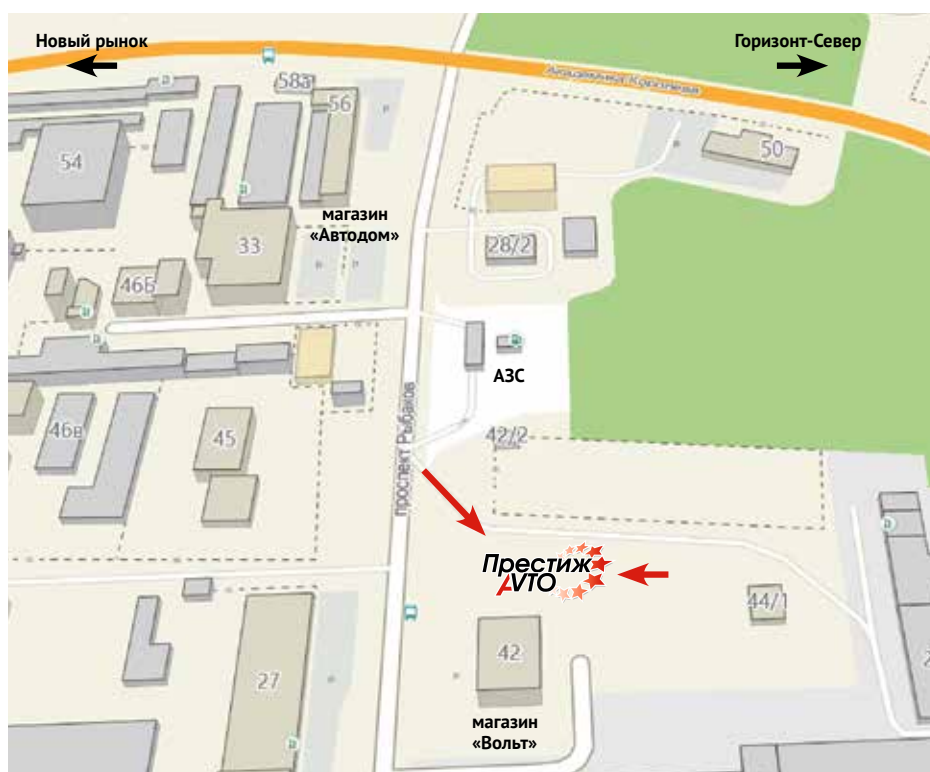 Новый рынок
Горизонт-Север
Академика Королева
58а
56
54
50
магазин
«Автодом»
33
28/2
46Б
АЗС
проспект Рыбаков
46в
45
42/2
Престиж
AVTO
44/1
42
27
магазин
«Вольт»